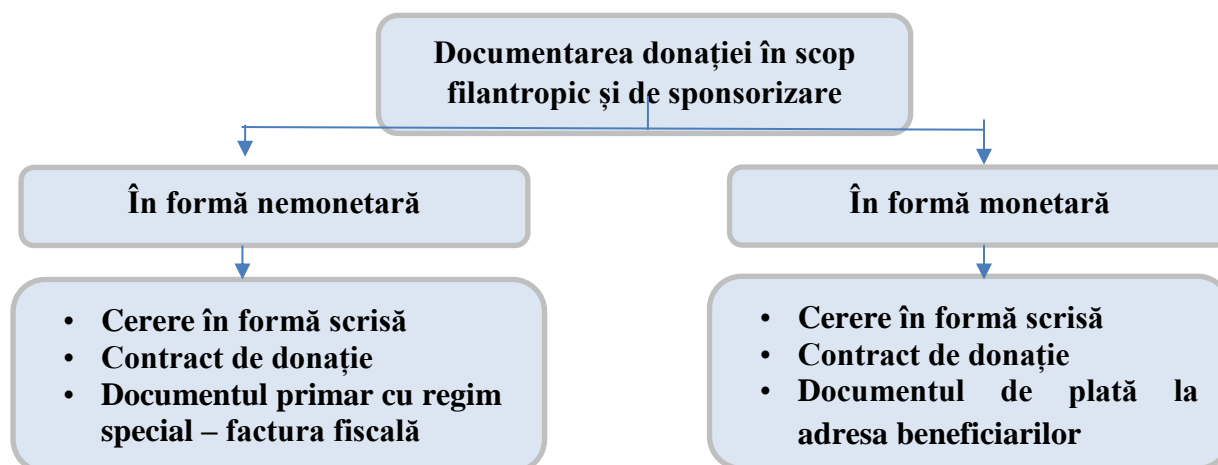 Documentarea donației în scop
filantropic și de sponsorizare
În formă nemonetară
În formă monetară
• Cerere în formă scrisă
• Contract de donație
• Documentul primar cu regim
special – factura fiscală
• Cerere în formă scrisă
• Contract de donație
• Documentul de plată la
adresa beneficiarilor